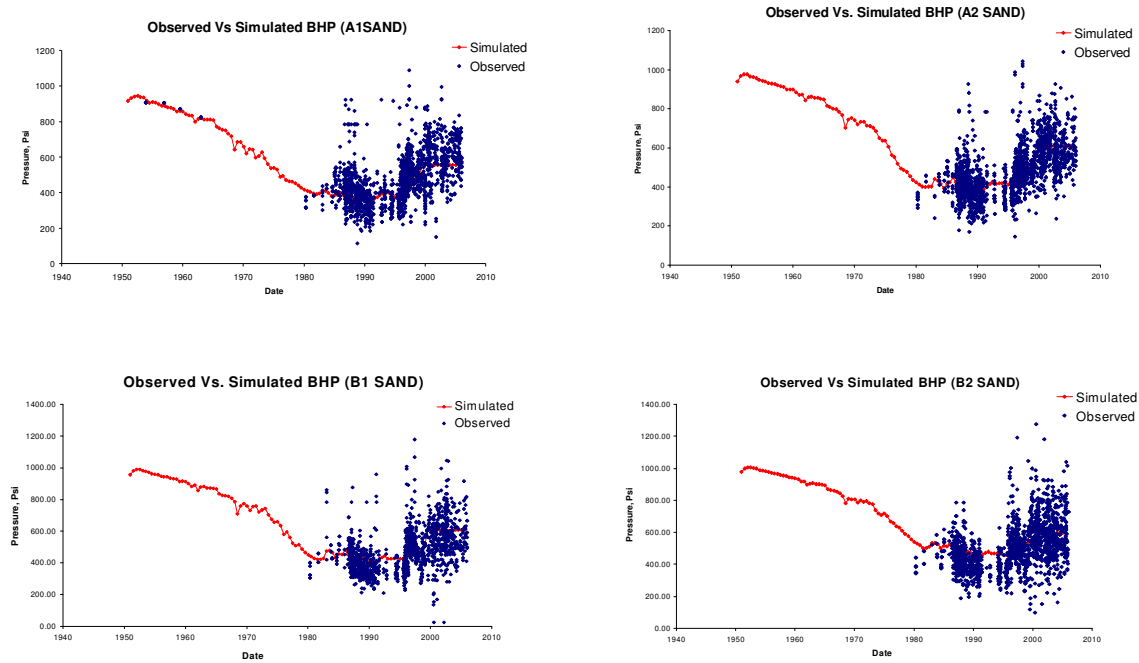 Observed Vs Simulated BHP (A1SAND)
Simulated
Observed
Pressure, Psi
1200
1000
800
600
400
200
0
1940 1950 1960 1970 1980 1990 2000 2010
Date
Observed Vs. Simulated BHP (A2 SAND)
Simulated
Observed
Pressure, Psi
1200
1000
800
600
400
200
0
1940 1950 1960 1970 1980 1990 2000 2010
Date
Observed Vs. Simulated BHP (B1 SAND)
Simulated
Observed
Pressure, Psi
1400.00
1200.00
1000.00
800.00
600.00
400.00
200.00
0.00
1940 1950 1960 1970 1980 1990 2000 2010
Date
Observed Vs Simulated BHP (B2 SAND)
Simulated
Observed
Pressure, Psi
1400.00
1200.00
1000.00
800.00
600.00
400.00
200.00
0.00
1940 1950 1960 1970 1980 1990 2000 2010
Date